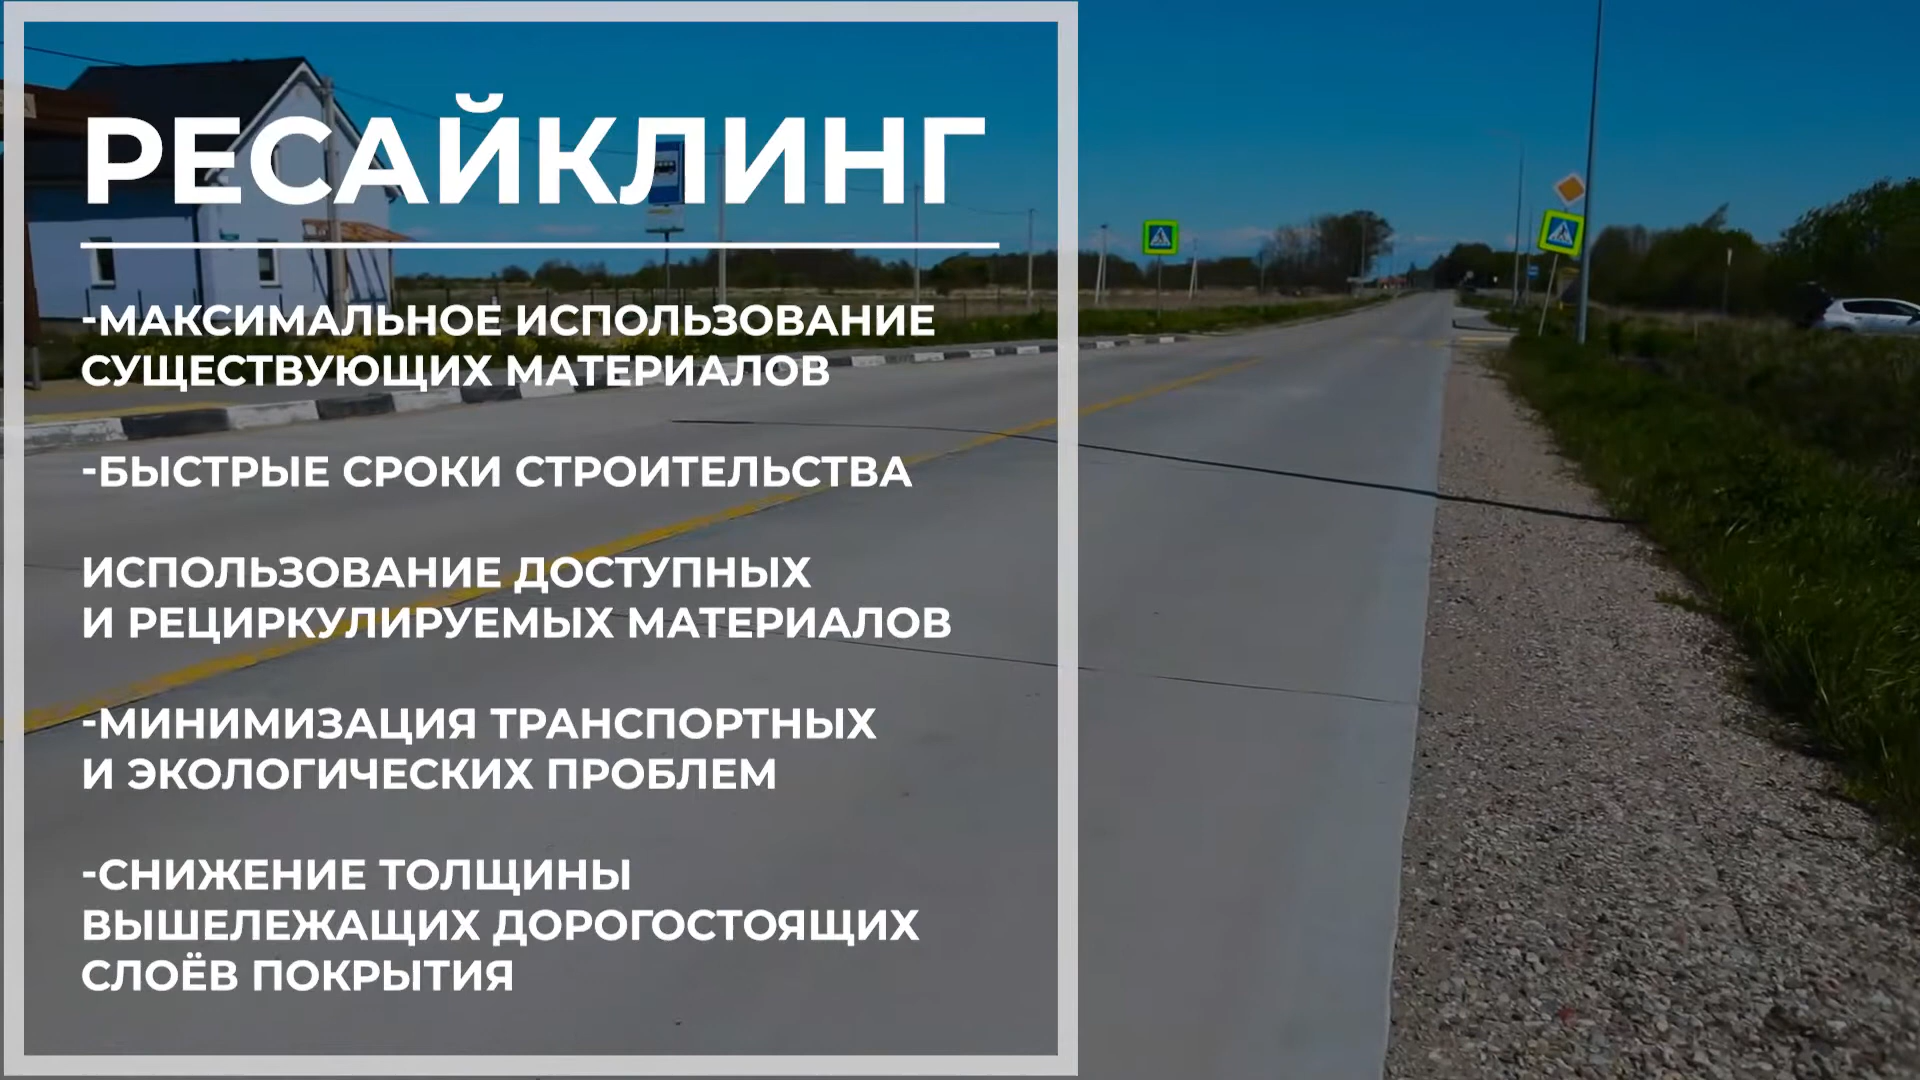 РЕСАЙКЛИНГ
-МАКСИМАЛЬНОЕ ИСПОЛЬЗОВАНИЕ
СУЩЕСТВУЮЩИХ МАТЕРИАЛОВ
-БЫСТРЫЕ СРОКИ СТРОИТЕЛЬСТВА
ИСПОЛЬЗОВАНИЕ ДОСТУПНЫХ
И РЕЦИРКУЛИРУЕМЫХ МАТЕРИАЛОВ
-МИНИМИЗАЦИЯ ТРАНСПОРТНЫХ
И ЭКОЛОГИЧЕСКИХ ПРОБЛЕМ
-СНИЖЕНИЕ ТОЛЩИНЫ
ВЫШЕЛЕЖАЩИХ ДОРОГОСТОЯЩИХ
СЛОЁВ ПОКРЫТИЯ